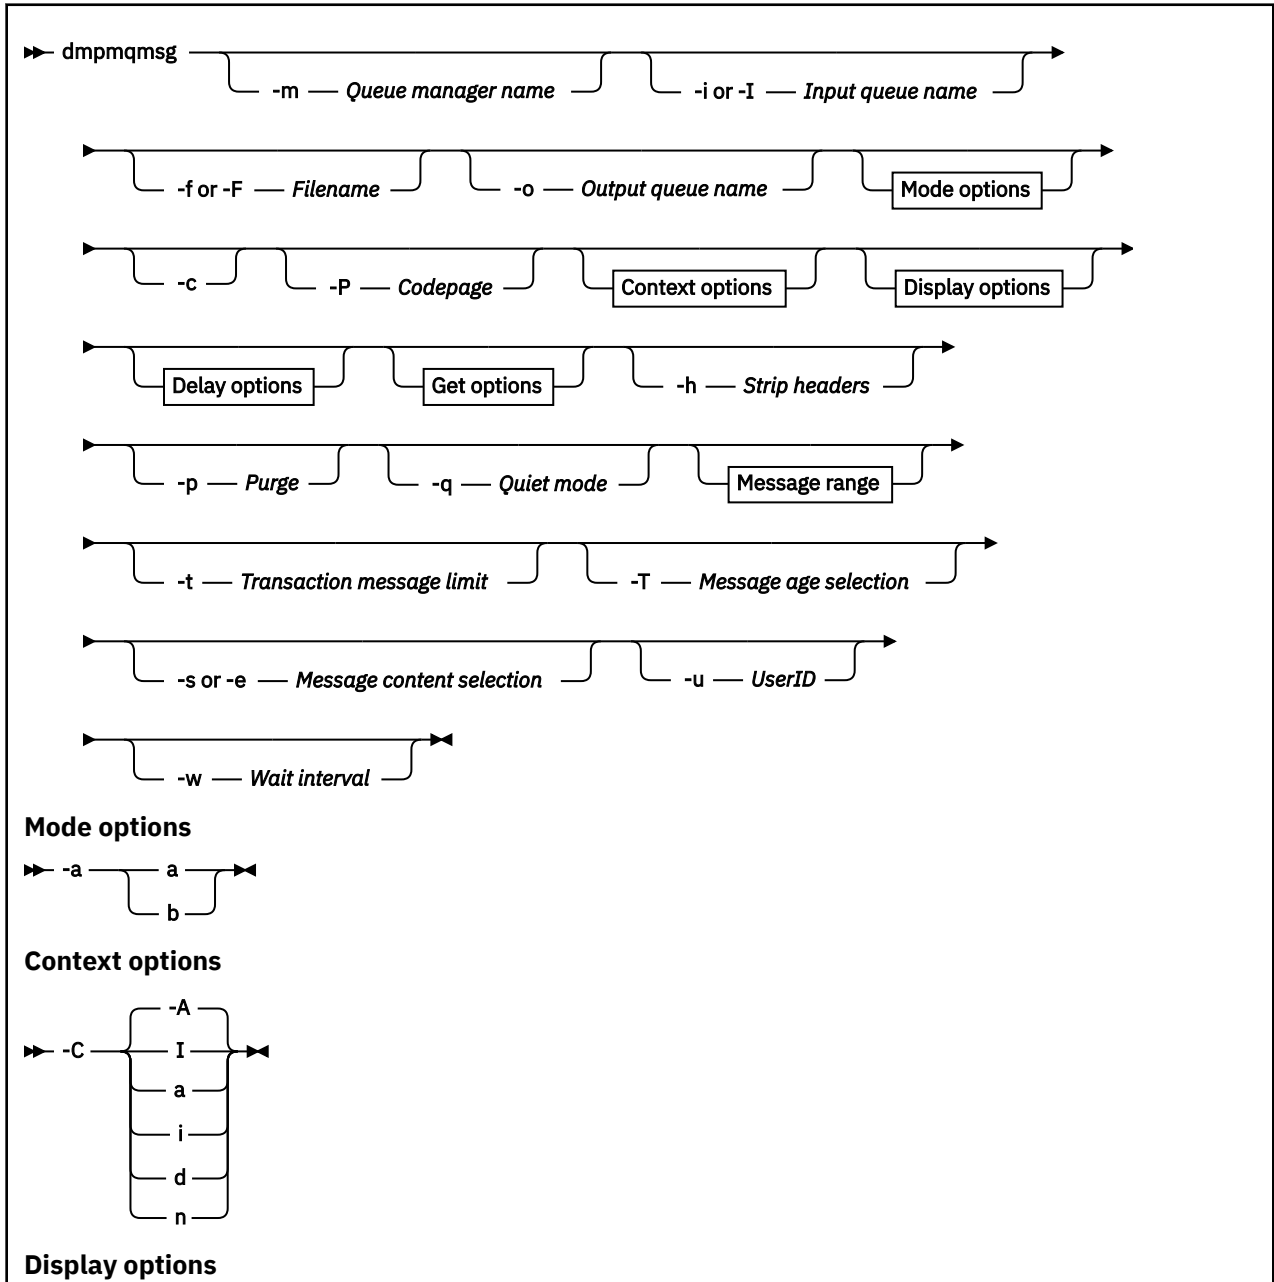 dmpmqmsg
-m Queue manager name -i or -I Input queue name
-f or -F Filename -o Output queue name Mode options
-c -P Codepage Context options Display options
Delay options Get options -h Strip headers
-p Purge -q Quiet mode Message range
-t Transaction message limit -T Message age selection
-s or -e Message content selection -u UserID
-w Wait interval
Mode options
-a a
b
Context options
-A
-C I
a
i
d
n
Display options